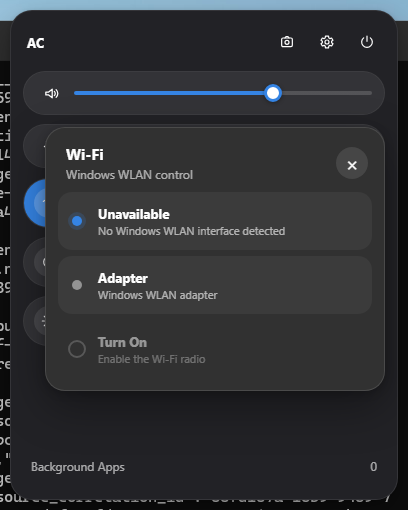 AC
Wi-Fi
Windows WLAN control
Unavailable
No Windows WLAN interface detected
Adapter
Windows WLAN adapter
Turn On
Enable the Wi-Fi radio
Background Apps
0